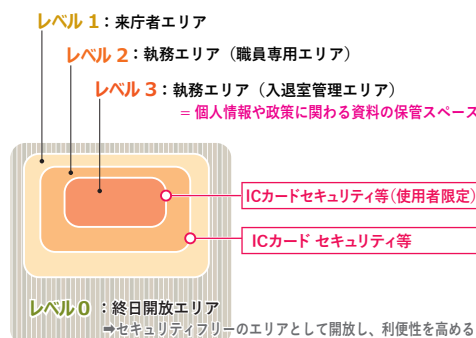 レベル 1：来庁者エリア
レベル 2：執務エリア（職員専用エリア）
レベル 3：執務エリア（入退室管理エリア）
= 個人情報や政策に関わる資料の保管スペース
ICカードセキュリティ等（使用者限定）
ICカード セキュリティ等
レベル 0：終日開放エリア
➡セキュリティフリーのエリアとして開放し、利便性を高める